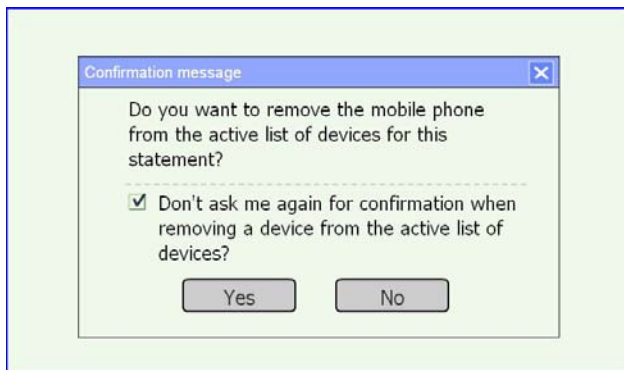 Confirmation message
Do you want to remove the mobile phone
from the active list of devices for this
statement?
Don't ask me again for confirmation when
removing a device from the active list of
devices?
Yes No